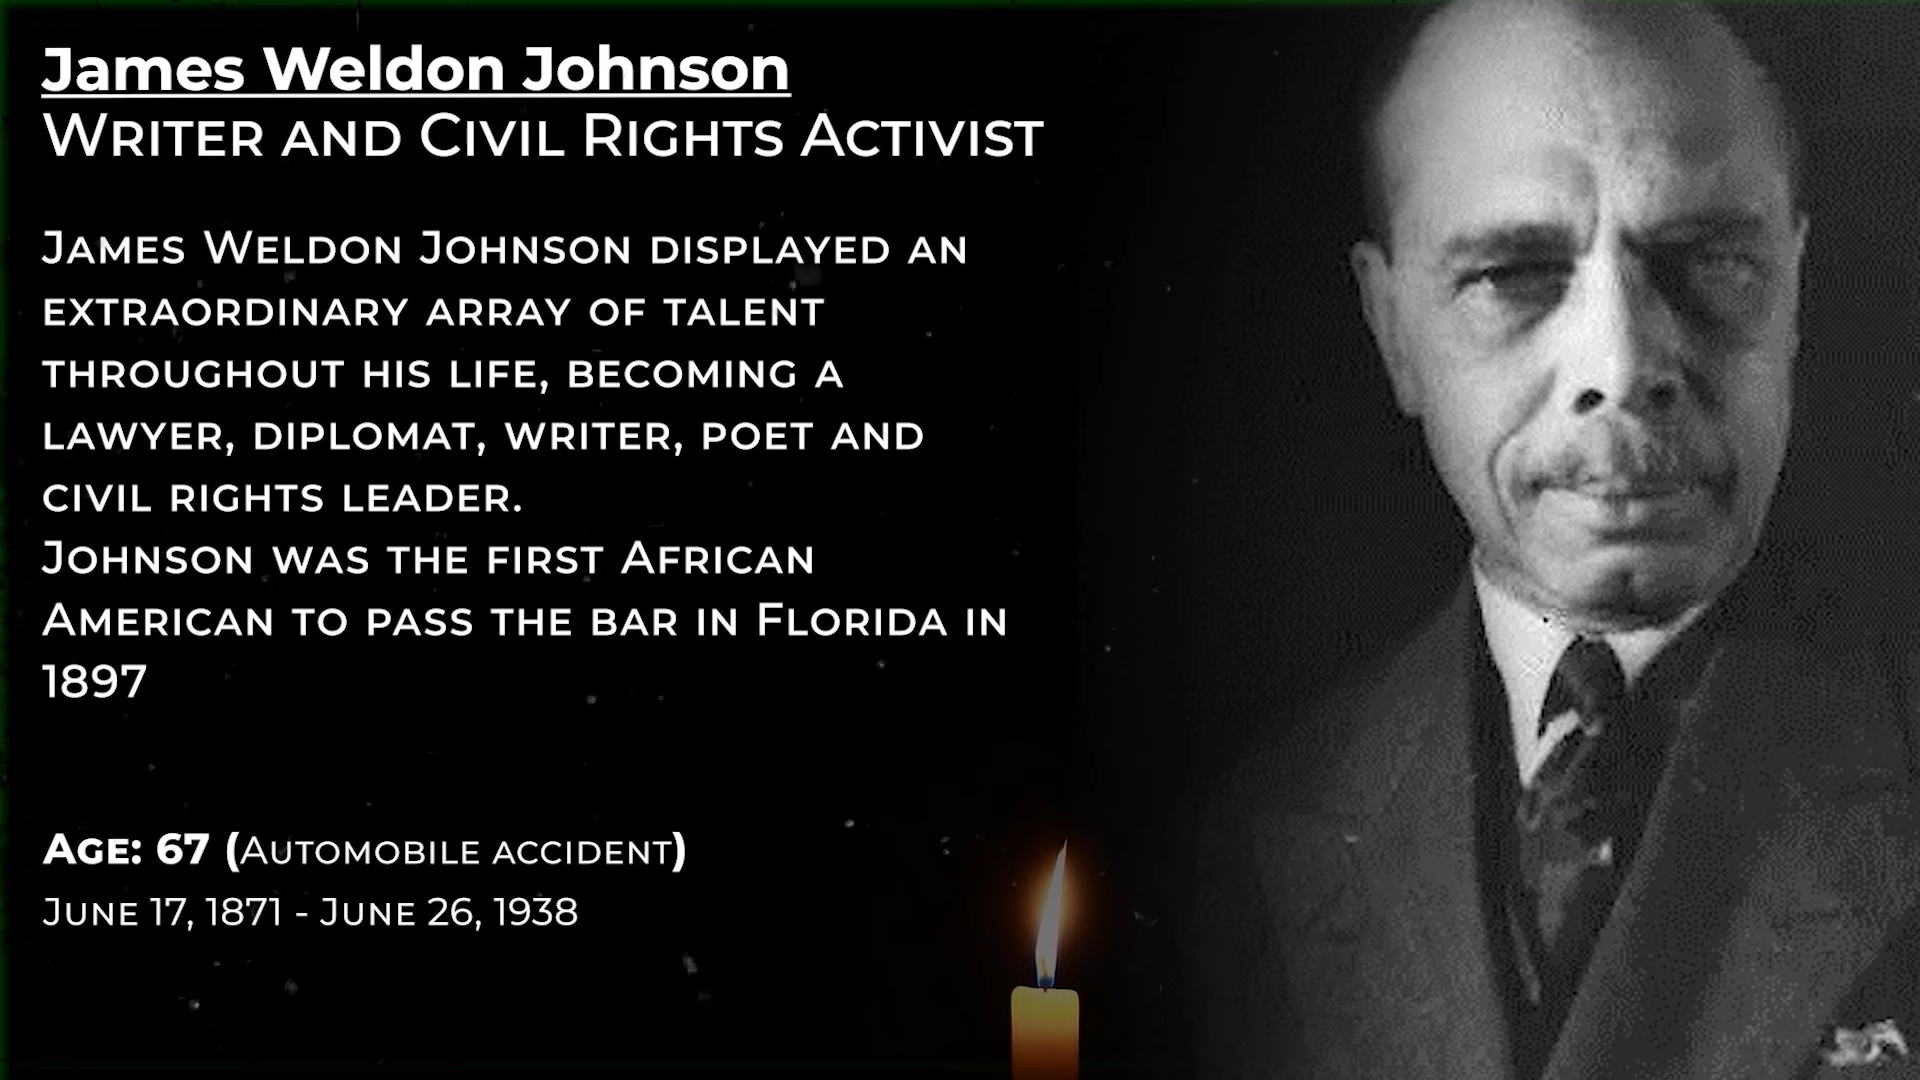 James Weldon Johnson
Writer and Civil Rights Activist
James Weldon Johnson displayed an
extraordinary array of talent
throughout his life, becoming a
lawyer, diplomat, writer, poet and
civil rights leader.
Johnson was the first African
American to pass the bar in Florida in
1897
Age: 67 (Automobile accident)
June 17, 1871 - June 26, 1938